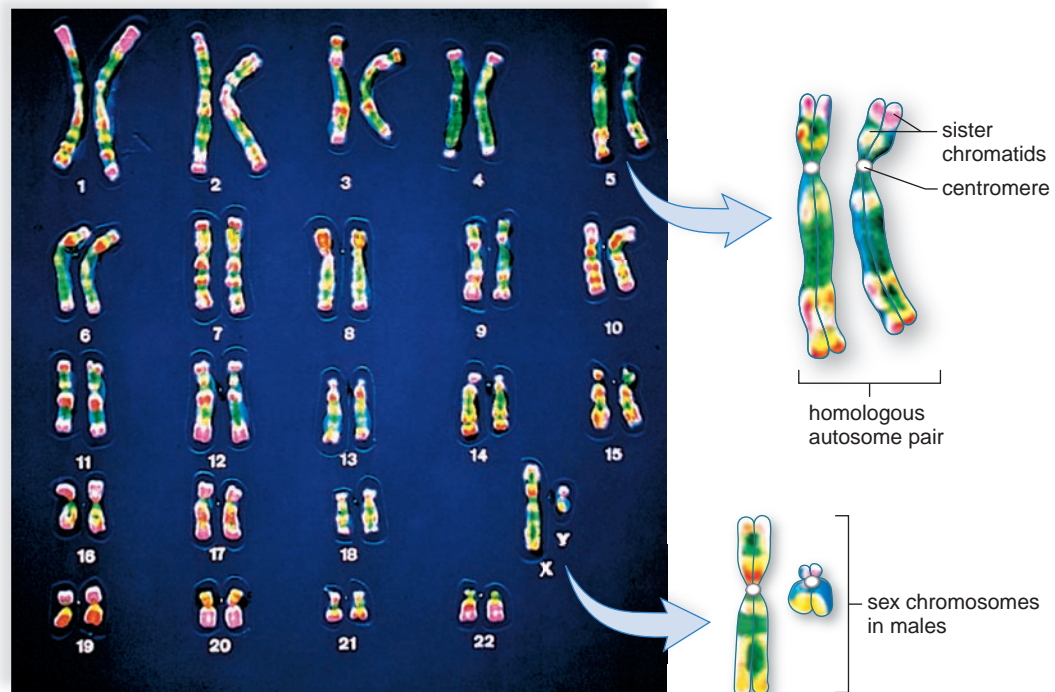 1
2
3
4
5
sister
chromatids
centromere
6
7
8
9
10
homologous
autosome pair
11
12
13
14
15
16
17
18
X
Y
sex chromosomes
in males
19
20
21
22